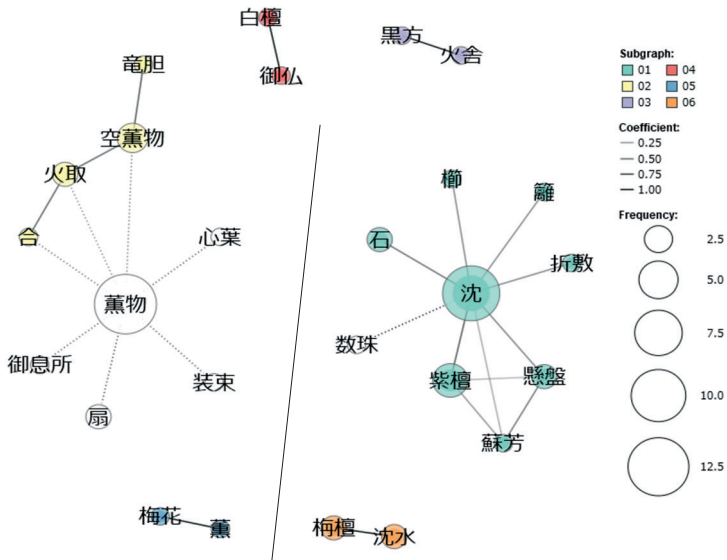 白檀
御仏
黒方
火舎
竜胆
空薫物
火取
合
心葉
薫物
御息所
装束
扇
梅花
薫
櫛
籬
石
折敷
沈
数珠
紫檀
懸盤
蘇芳
栴檀
沈水
Subgraph:
01 04
02 05
03 06
Coefficient:
0.25
0.50
0.75
1.00
Frequency:
2.5
5.0
7.5
10.0
12.5